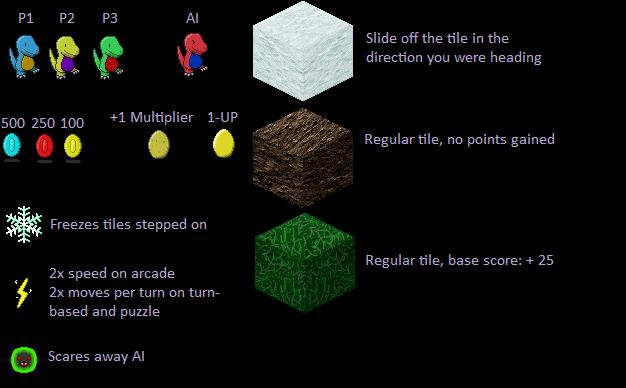 P1 P2 P3 AI
500 250 100 +1 Multiplier 1-UP
Freezes tiles stepped on
2x speed on arcade
2x moves per turn on turn-
based and puzzle
Scares away AI
Slide off the tile in the
direction you were heading
Regular tile, no points gained
Regular tile, base score: + 25